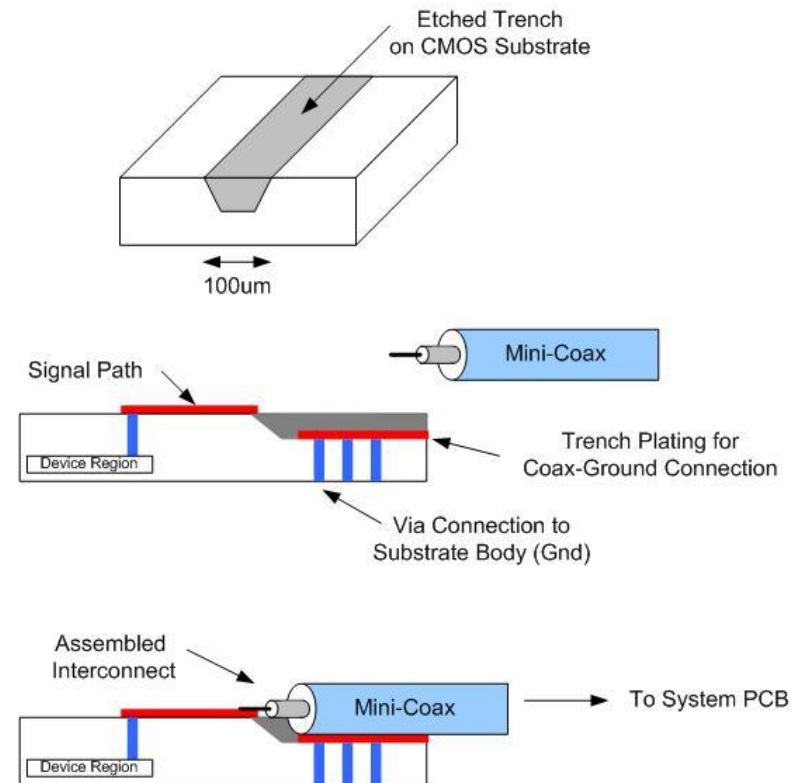 Etched Trench
on CMOS Substrate
100um
Mini-Coax
Signal Path
Trench Plating for
Coax-Ground Connection
Device Region
Via Connection to
Substrate Body (Gnd)
Assembled
Interconnect
Mini-Coax
To System PCB
Device Region